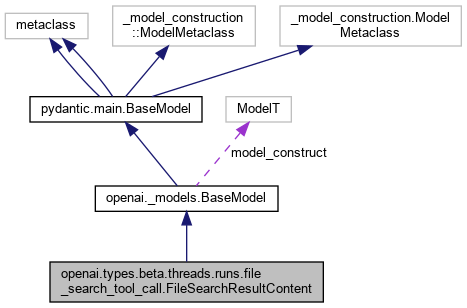 metaclass
_model_construction
::ModelMetaclass
_model_construction.Model
Metaclass
pydantic.main.BaseModel
ModelT
model_construct
openai._models.BaseModel
openai.types.beta.threads.runs.file
_search_tool_call.FileSearchResultContent